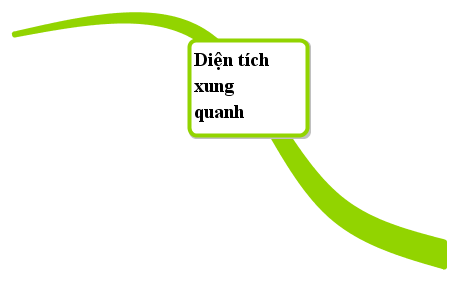 Diện tích
xung
quanh